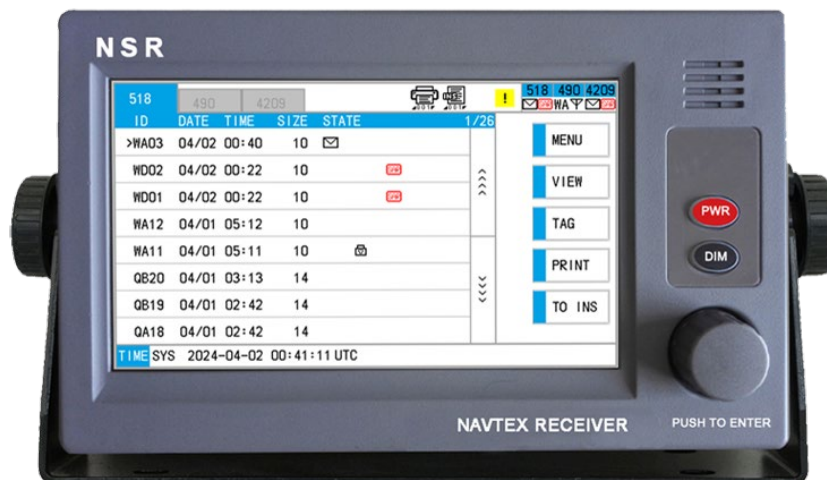 NSR
518 490 4209
! 518 490 4209
WA
ID DATE TIME SIZE STATE 1/26
>WA03 04/02 00:40 10
WD02 04/02 00:22 10
WD01 04/02 00:22 10
WA12 04/01 05:12 10
WA11 04/01 05:11 10
QB20 04/01 03:13 14
QB19 04/01 02:42 14
QA18 04/01 02:42 14
MENU
VIEW
TAG
PRINT
TO INS
TIME SYS 2024-04-02 00:41:11 UTC
PWR
DIM
NAVTEX RECEIVER
PUSH TO ENTER